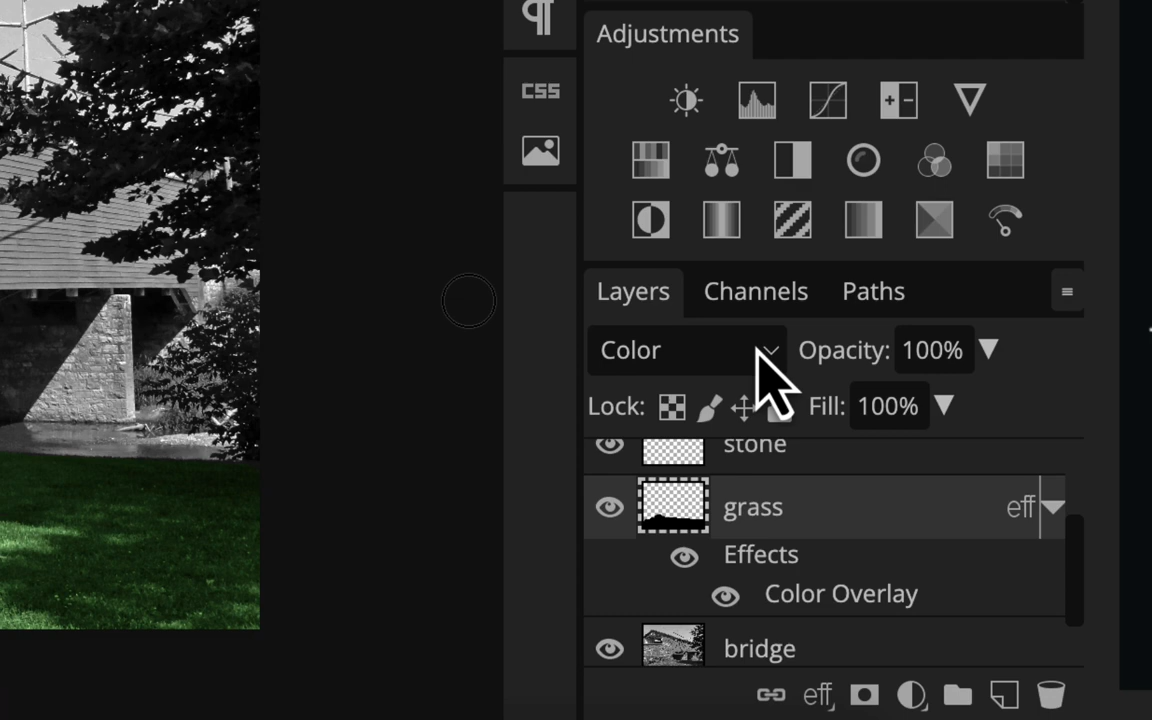 ¶
CSS
Adjustments
Layers Channels Paths
Color Opacity: 100%
Lock: Fill: 100%
stone
grass eff
Effects
Color Overlay
bridge
eff